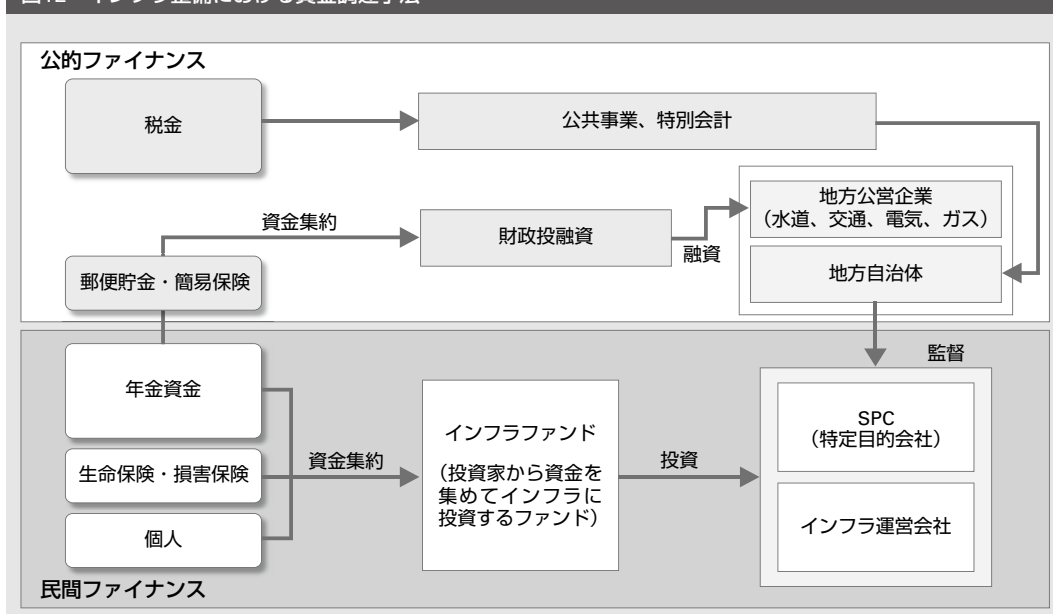 公的ファイナンス
税金
公共事業、特別会計
地方公営企業
（水道、交通、電気、ガス）
資金集約
財政投融資
融資
郵便貯金・簡易保険
地方自治体
監督
年金資金
SPC
（特定目的会社）
インフラファンド
資金集約
（投資家から資金を
集めてインフラに
投資するファンド）
投資
生命保険・損害保険
インフラ運営会社
個人
民間ファイナンス